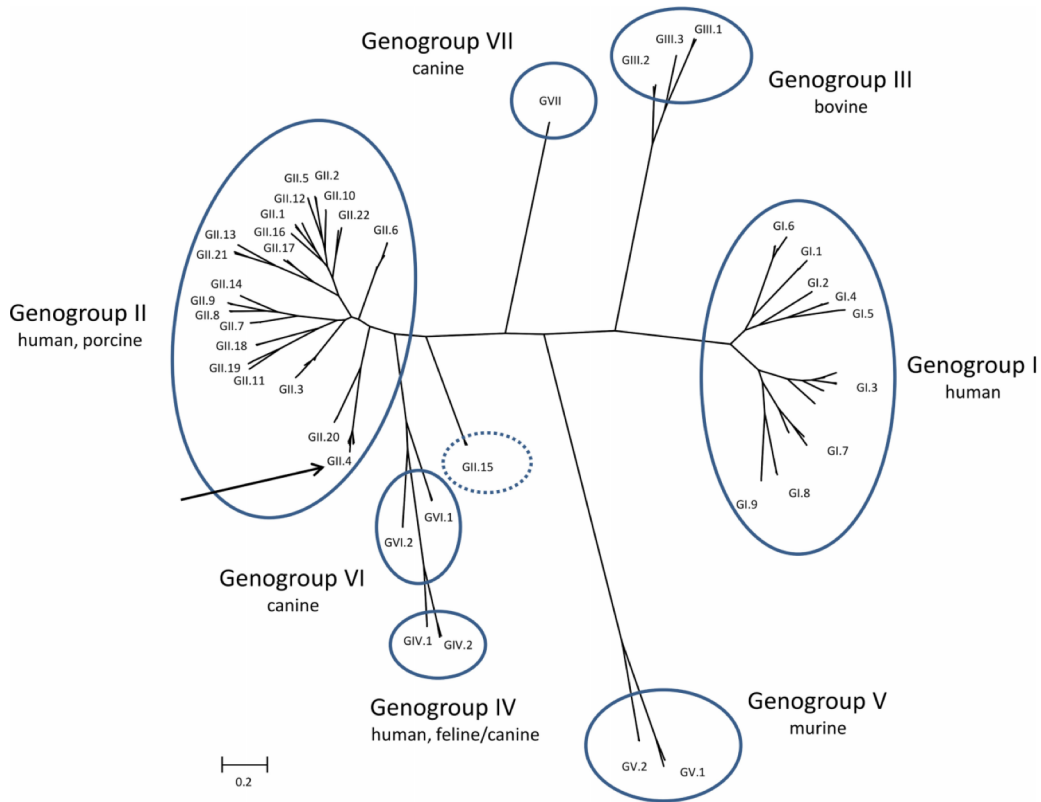 Genogroup VII
canine
GVII
GIII.1
GIII.3
GIII.2
Genogroup III
bovine
Genogroup II
human, porcine
GII.5
GII.2
GII.12
GII.10
GII.1
GII.22
GII.16
GII.6
GII.13
GII.17
GII.21
GII.14
GII.9
GII.8
GII.7
GII.18
GII.19
GII.11
GII.3
GII.20
GII.4
GII.15
GI.6
GI.1
GI.2
GI.4
GI.5
GI.3
GI.7
GI.8
GI.9
Genogroup I
human
GVI.1
GVI.2
Genogroup VI
canine
GIV.1
GIV.2
Genogroup IV
human, feline/canine
Genogroup V
murine
GV.2
GV.1
0.2